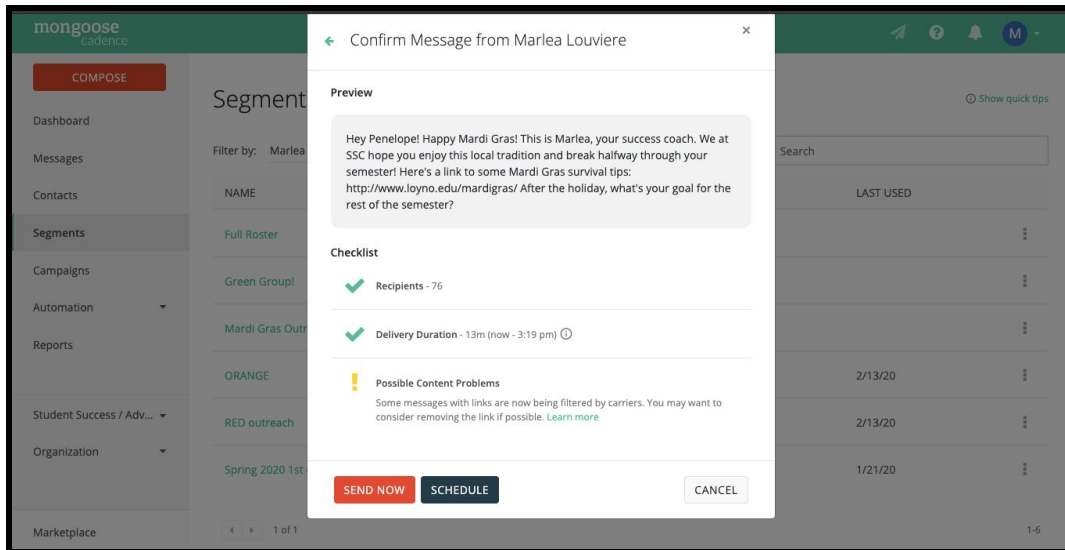 mongoose
cadence
M
COMPOSE
Dashboard
Messages
Contacts
Segments
Campaigns
Automation
Reports
Student Success / Adv...
Organization
Marketplace
Segment
Show quick tips
Filter by: Marlea
Search
NAME
LAST USED
Full Roster
Green Group!
Mardi Gras Outr
ORANGE
2/13/20
RED outreach
2/13/20
Spring 2020 1st
1/21/20
1 of 1
1-6
Confirm Message from Marlea Louviere
Preview
Hey Penelope! Happy Mardi Gras! This is Marlea, your success coach. We at
SSC hope you enjoy this local tradition and break halfway through your
semester! Here's a link to some Mardi Gras survival tips:
http://www.loyno.edu/mardigras/ After the holiday, what's your goal for the
rest of the semester?
Checklist
Recipients - 76
Delivery Duration - 13m (now - 3:19 pm)
Possible Content Problems
Some messages with links are now being filtered by carriers. You may want to
consider removing the link if possible. Learn more
SEND NOW
SCHEDULE
CANCEL